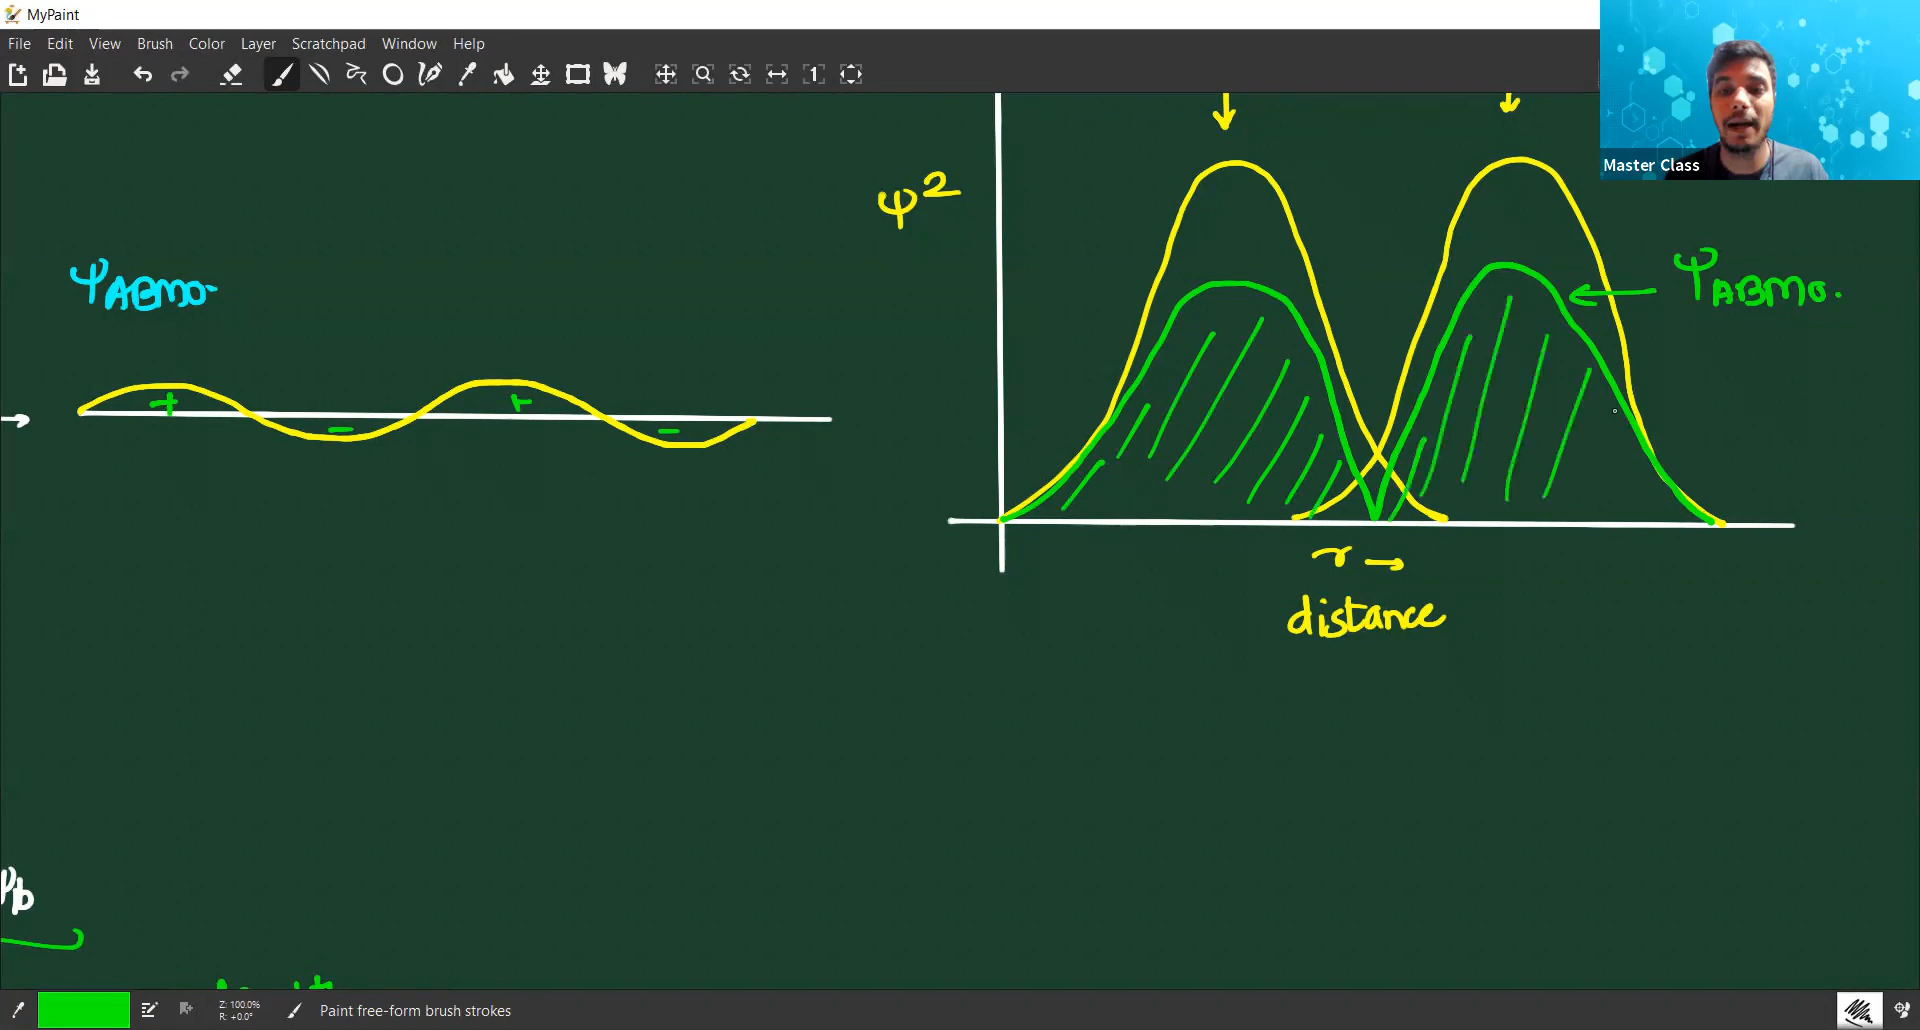 MyPaint
File Edit View Brush Color Layer Scratchpad Window Help
Master Class
ψ²
ΨABMO.
ΨABMO.
+ - + -
r →
distance
ψb
Z: 100.0%
R: +0.0°
Paint free-form brush strokes